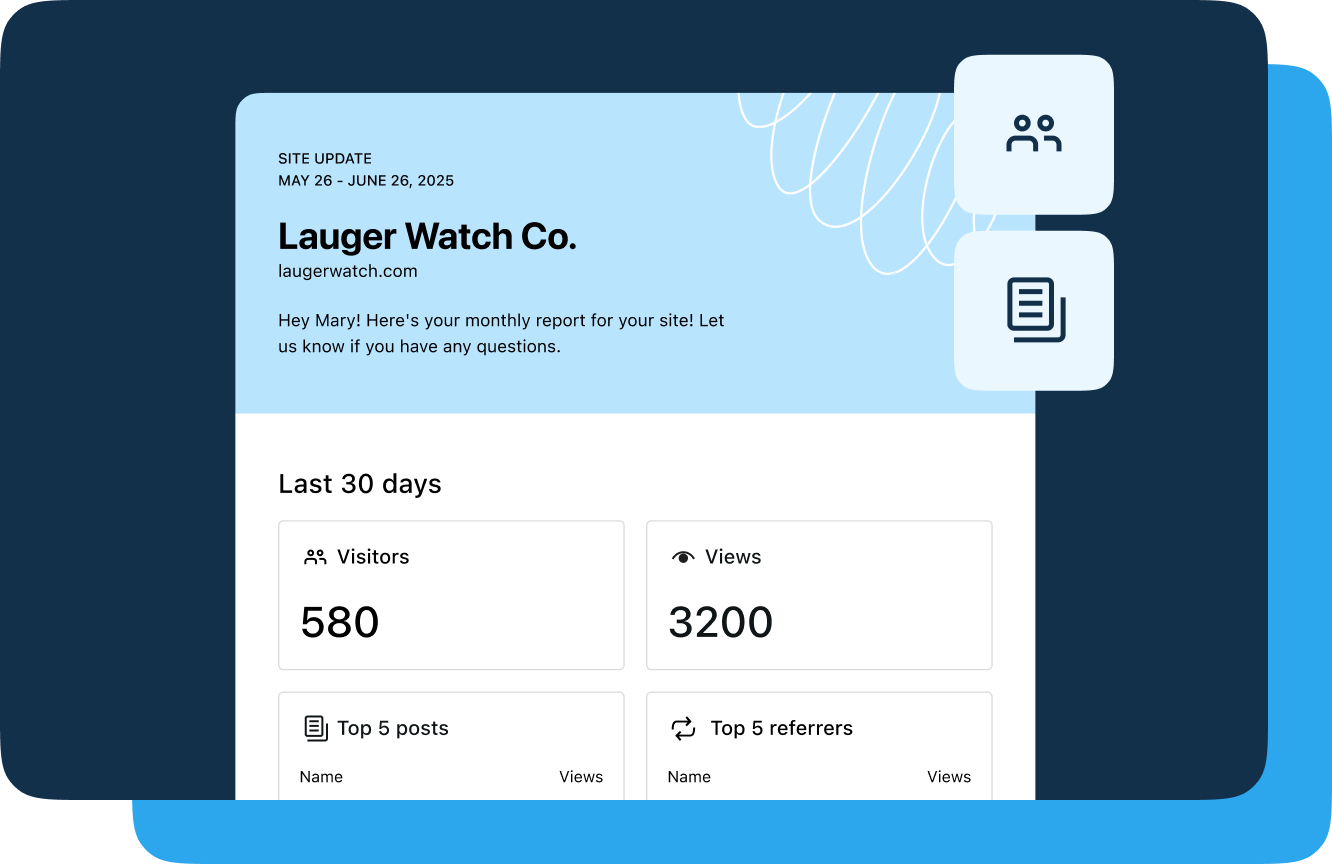 SITE UPDATE
MAY 26 - JUNE 26, 2025
Lauger Watch Co.
laugerwatch.com
Hey Mary! Here's your monthly report for your site! Let
us know if you have any questions.
Last 30 days
Visitors
580
Views
3200
Top 5 posts
Name Views
Top 5 referrers
Name Views